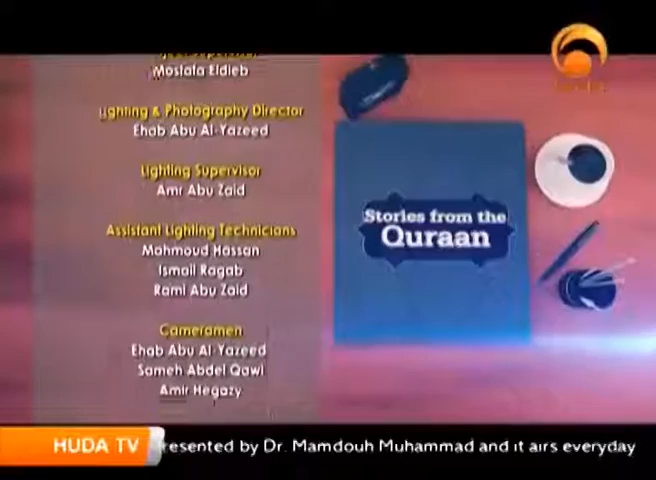 Mostafa Eldieb
Lighting & Photography Director
Ehab Abu Al-Yazeed
Lighting Supervisor
Amr Abu Zaid
Assistant Lighting Technicians
Mahmoud Hassan
Ismail Ragab
Rami Abu Zaid
Cameramen
Ehab Abu Al-Yazeed
Sameh Abdel Qawi
Amir Hegazy
Stories from the
Quraan
HUDA TV
resented by Dr. Mamdouh Muhammad and it airs everyday